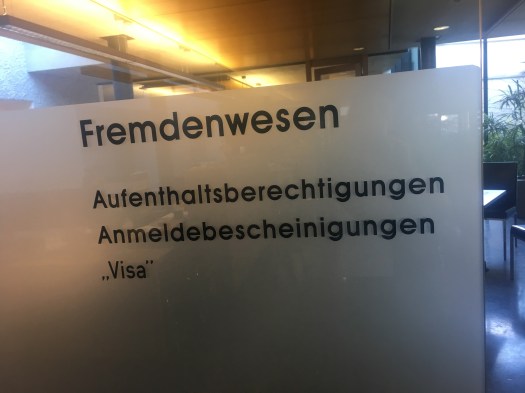 Fremdenwesen
Aufenthaltsberechtigungen
Anmeldebescheinigungen
„Visa"